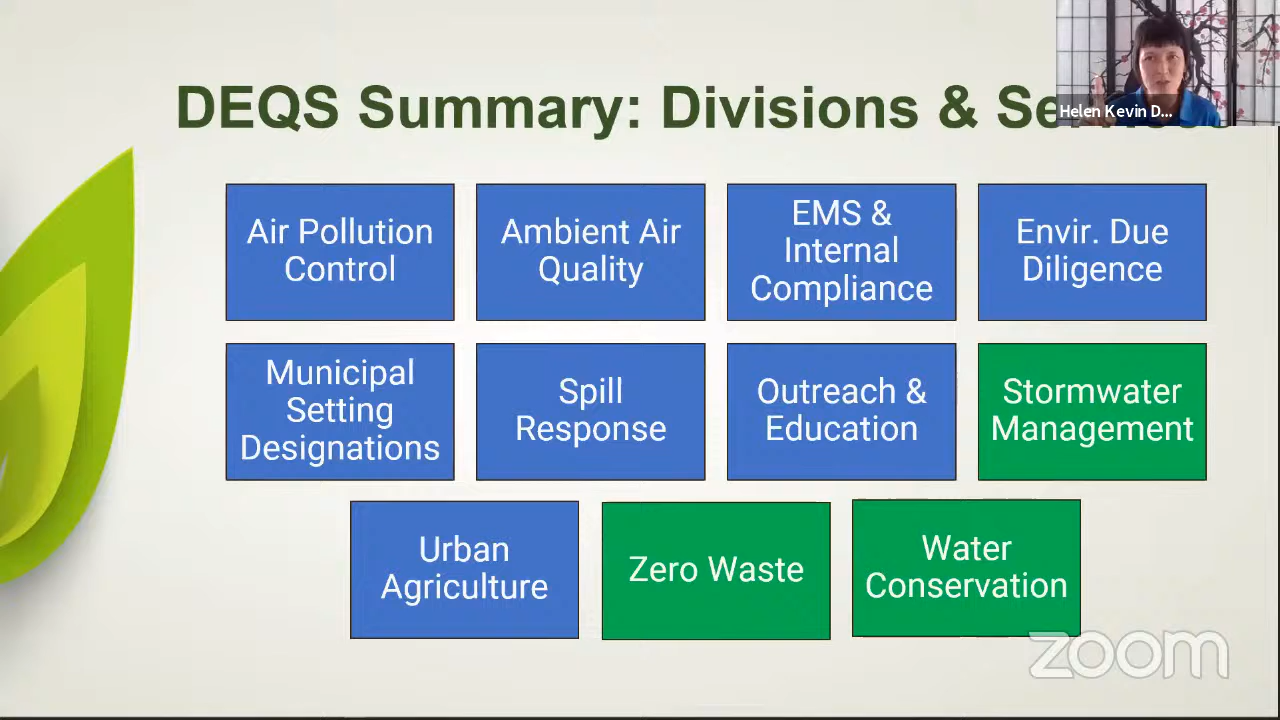 DEQS Summary: Divisions & Se
Helen Kevin D...
Air Pollution
Control
Ambient Air
Quality
EMS &
Internal
Compliance
Envir. Due
Diligence
Municipal
Setting
Designations
Spill
Response
Outreach &
Education
Stormwater
Management
Urban
Agriculture
Zero Waste
Water
Conservation
zoom